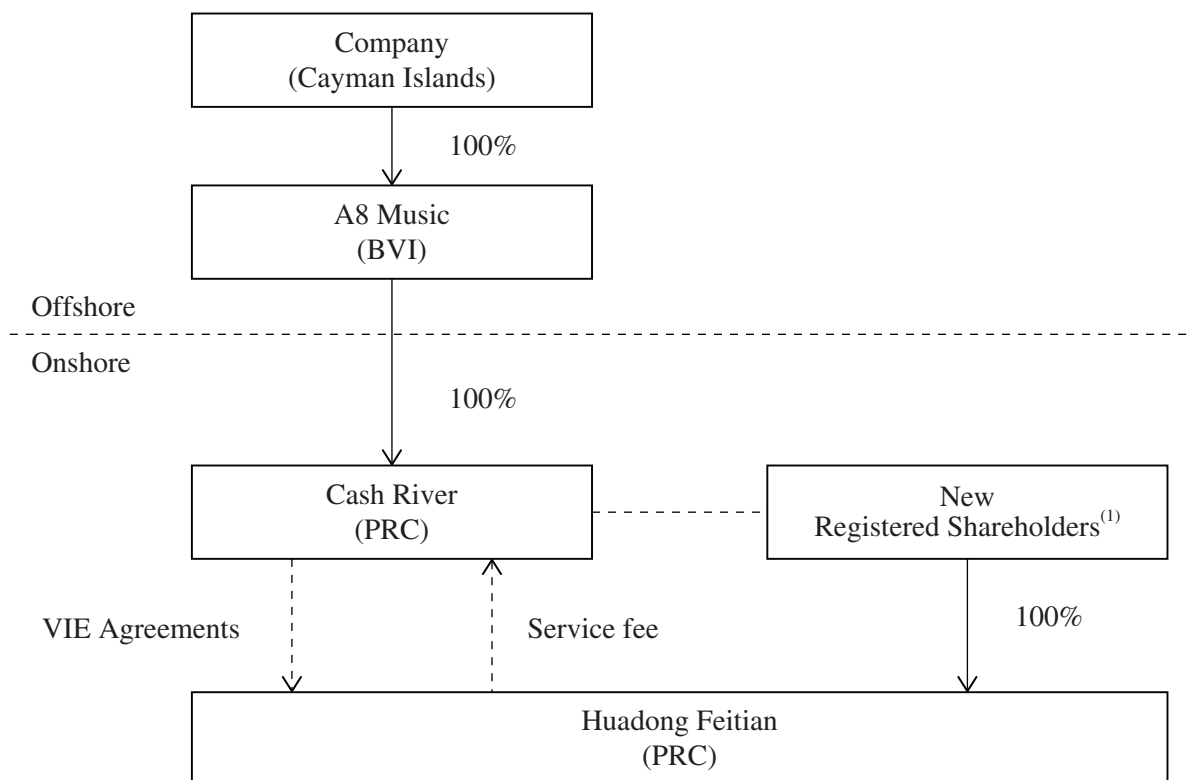 Company
(Cayman Islands)
100%
A8 Music
(BVI)
Offshore
Onshore
100%
Cash River
(PRC)
New
Registered Shareholders(1)
VIE Agreements
Service fee
100%
Huadong Feitian
(PRC)